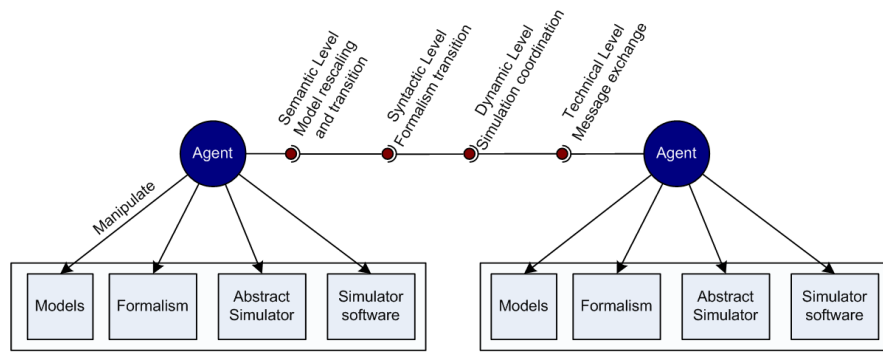 Semantic Level
Model rescaling
and transition
Syntactic Level
Formalism transition
Dynamic Level
Simulation coordination
Technical Level
Message exchange
Agent
Agent
Manipulate
Models
Formalism
Abstract
Simulator
Simulator
software
Models
Formalism
Abstract
Simulator
Simulator
software